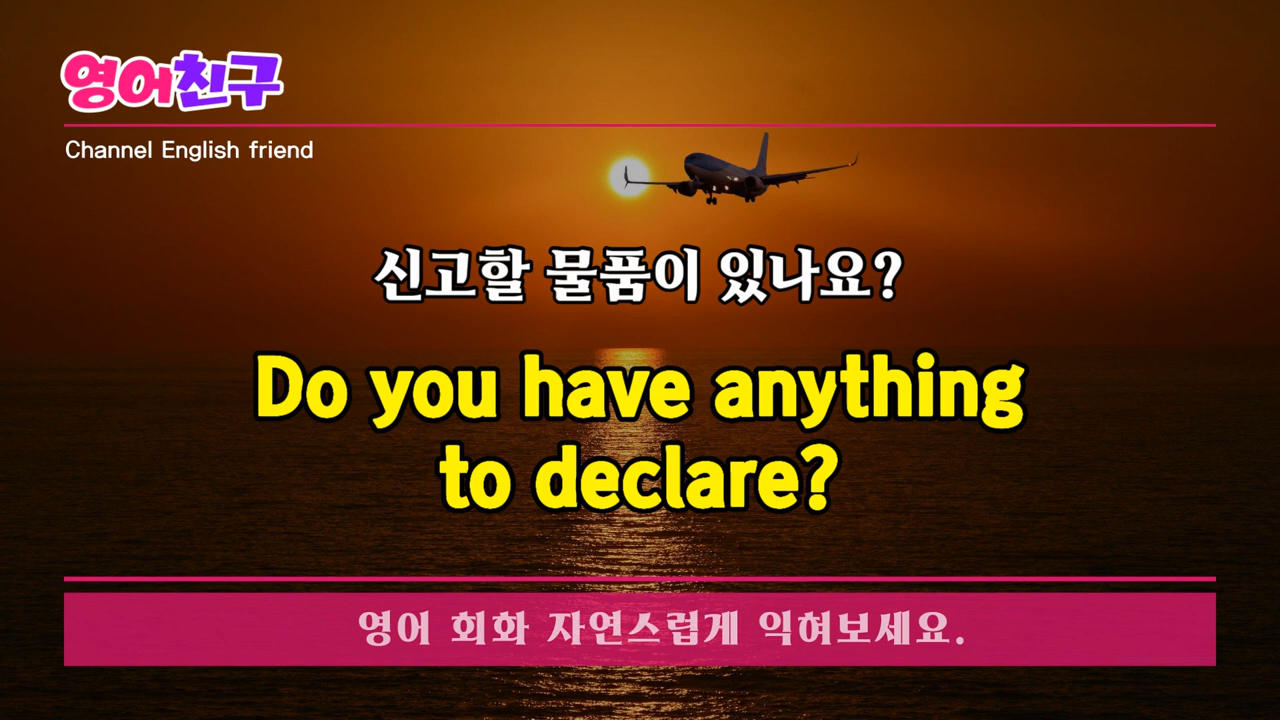 영어친구
Channel English friend
신고할 물품이 있나요?
Do you have anything
to declare?
영어 회화 자연스럽게 익혀보세요.